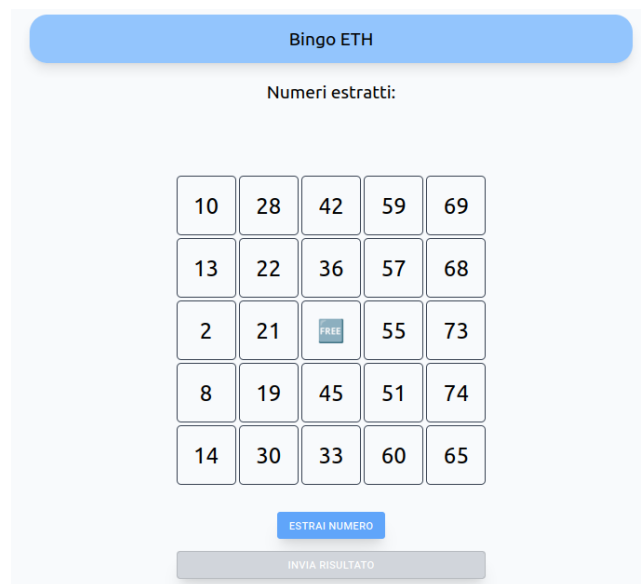 Bingo ETH
Numeri estratti:
10 28 42 59 69
13 22 36 57 68
2 21 FREE 55 73
8 19 45 51 74
14 30 33 60 65
ESTRAI NUMERO
INVIA RISULTATO